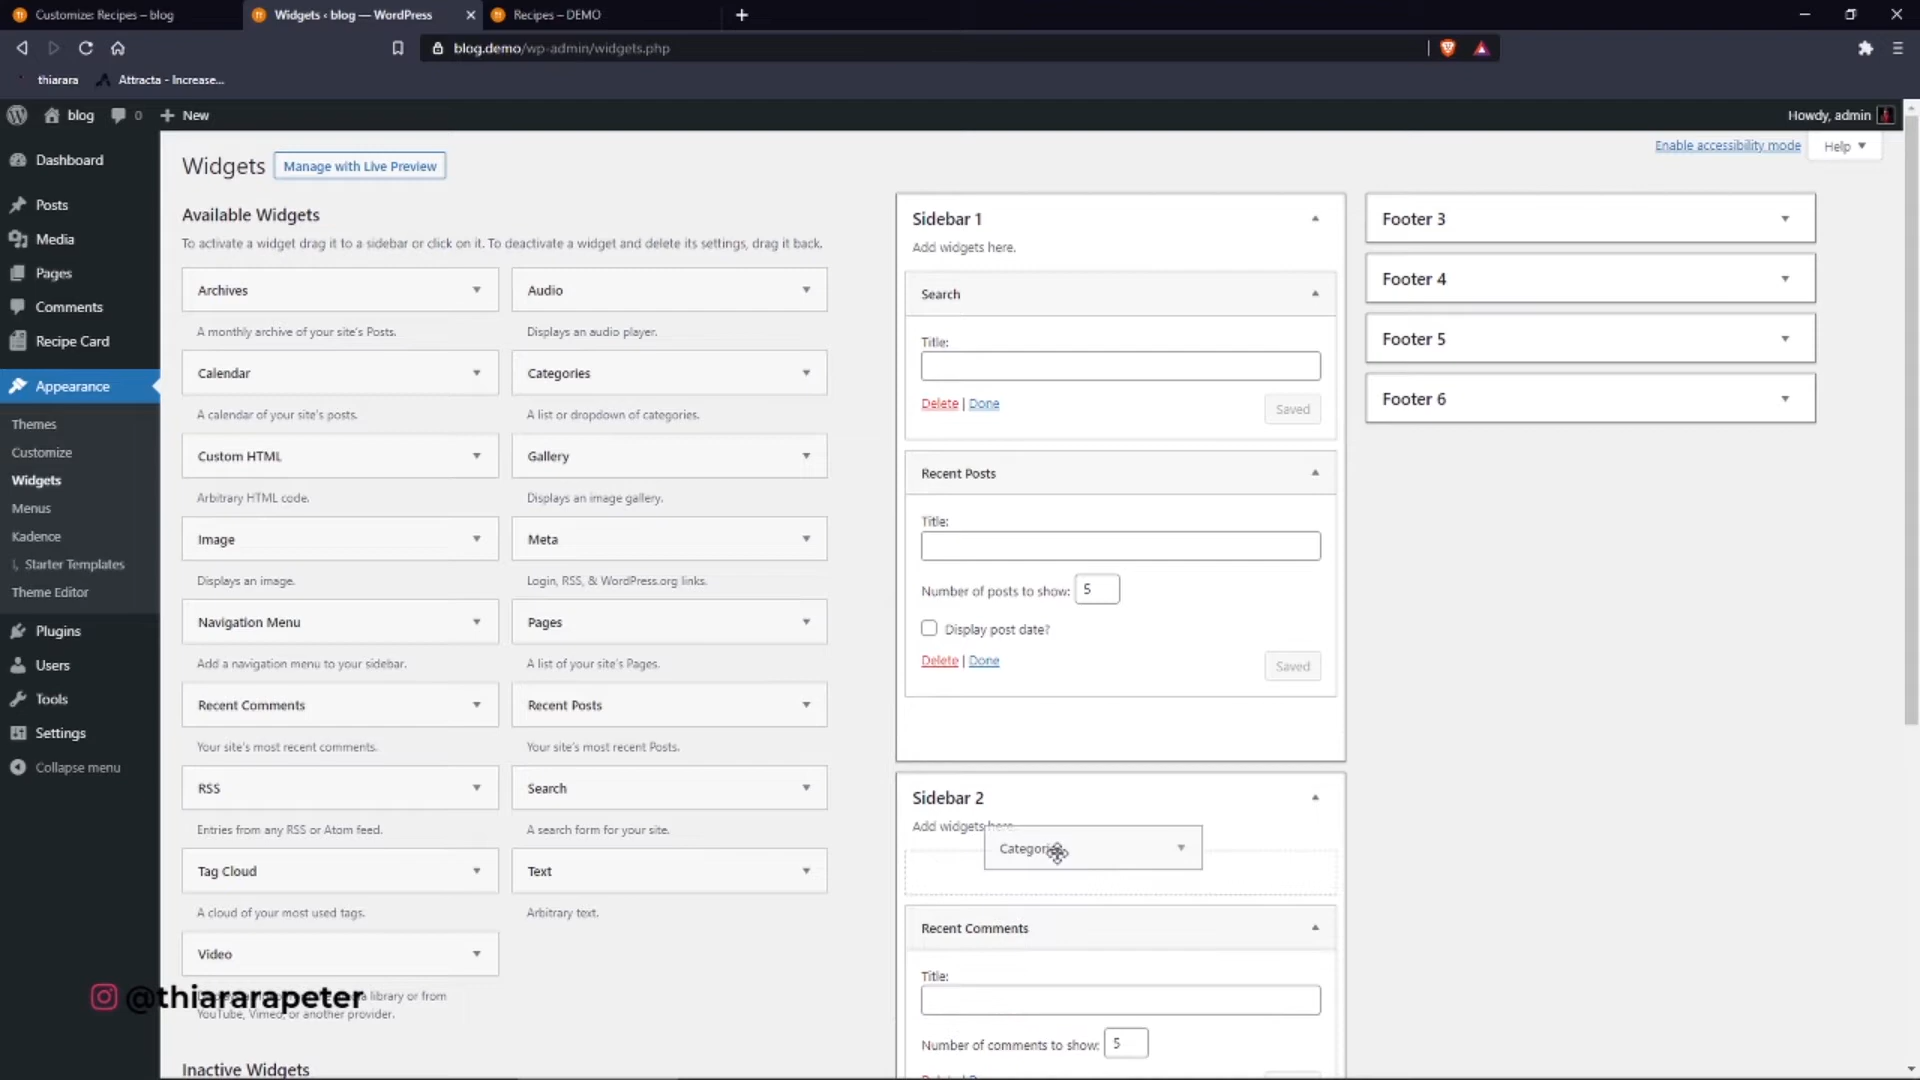 Customize: Recipes – blog
Widgets ‹ blog — WordPress
Recipes – DEMO
blog.demo/wp-admin/widgets.php
thiarara
Attracta - Increase...
blog
0
New
Howdy, admin
Dashboard
Posts
Media
Pages
Comments
Recipe Card
Appearance
Themes
Customize
Widgets
Menus
Kadence
Starter Templates
Theme Editor
Plugins
Users
Tools
Settings
Collapse menu
Widgets
Manage with Live Preview
Enable accessibility mode
Help
Available Widgets
To activate a widget drag it to a sidebar or click on it. To deactivate a widget and delete its settings, drag it back.
Archives
A monthly archive of your site's Posts.
Audio
Displays an audio player.
Calendar
A calendar of your site's posts.
Categories
A list or dropdown of categories.
Custom HTML
Arbitrary HTML code.
Gallery
Displays an image gallery.
Image
Displays an image.
Meta
Login, RSS, & WordPress.org links.
Navigation Menu
Add a navigation menu to your sidebar.
Pages
A list of your site's Pages.
Recent Comments
Your site's most recent comments.
Recent Posts
Your site's most recent Posts.
RSS
Entries from any RSS or Atom feed.
Search
A search form for your site.
Tag Cloud
A cloud of your most used tags.
Text
Arbitrary text.
Video
library or from
YouTube, Vimeo, or another provider.
@thiararapeter
Inactive Widgets
Sidebar 1
Add widgets here.
Search
Title:
Delete | Done
Saved
Recent Posts
Title:
Number of posts to show: 5
Display post date?
Delete | Done
Saved
Sidebar 2
Add widgets here.
Categories
Recent Comments
Title:
Number of comments to show: 5
Footer 3
Footer 4
Footer 5
Footer 6